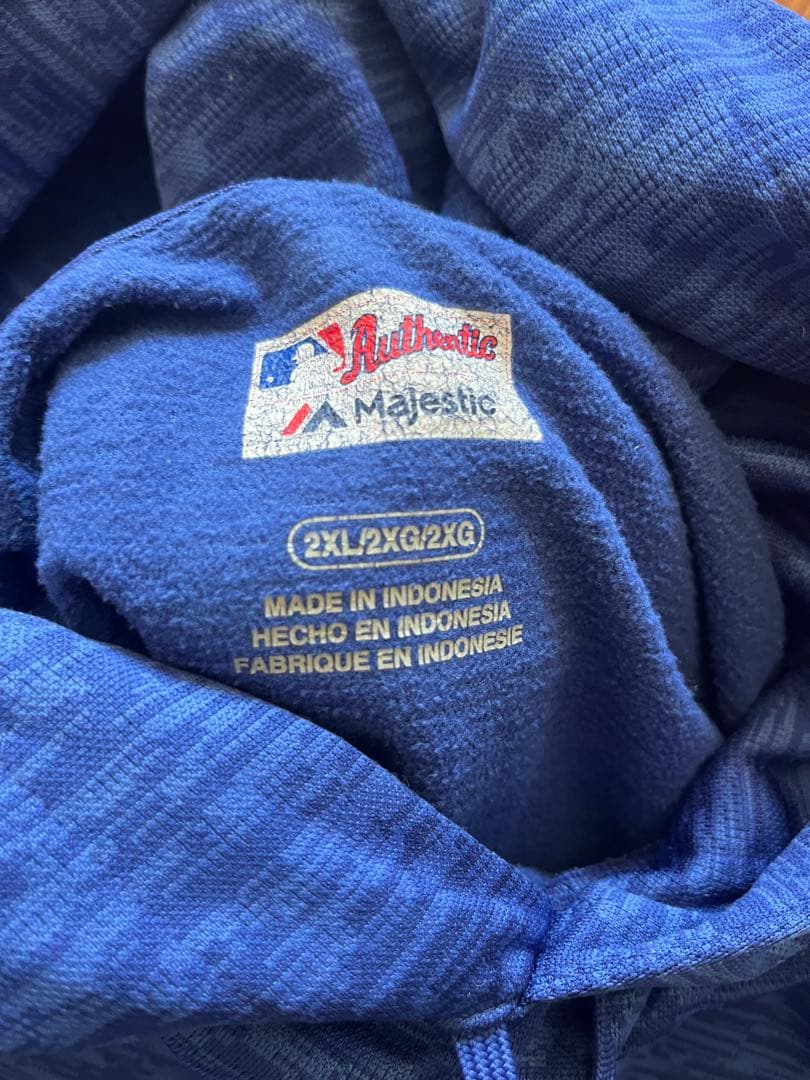 Authentic
Majestic
2XL/2XG/2XG
MADE IN INDONESIA
HECHO EN INDONESIA
FABRIQUE EN INDONESIE